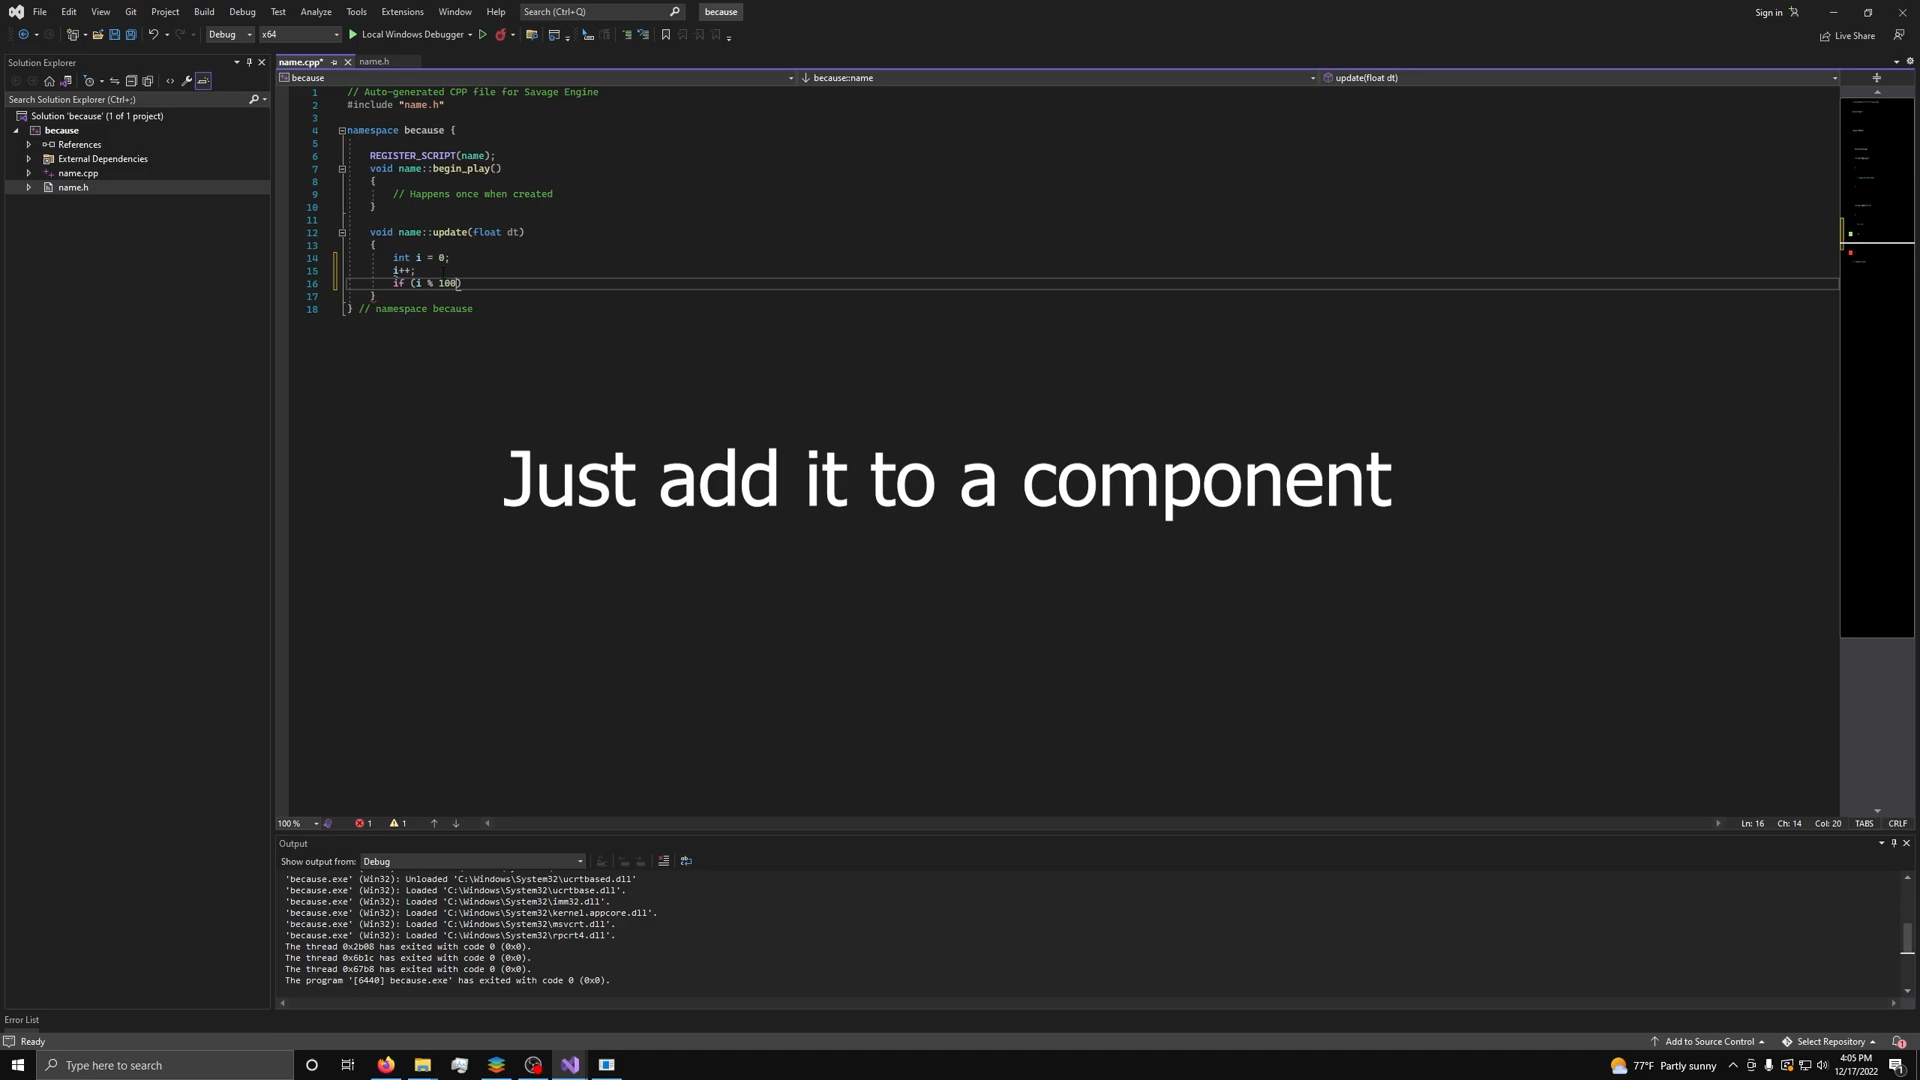 File Edit View Git Project Build Debug Test Analyze Tools Extensions Window Help Search (Ctrl+Q) because Sign in
Debug x64 Local Windows Debugger Live Share
Solution Explorer
Search Solution Explorer (Ctrl+;)
Solution 'because' (1 of 1 project)
because
References
External Dependencies
name.cpp
name.h
name.cpp* name.h
because because::name update(float dt)
1 // Auto-generated CPP file for Savage Engine
2 #include "name.h"
3
4 namespace because {
5
6 REGISTER_SCRIPT(name);
7 void name::begin_play()
8 {
9 // Happens once when created
10 }
11
12 void name::update(float dt)
13 {
14 int i = 0;
15 i++;
16 if (i % 100)
17 }
18 } // namespace because
Just add it to a component
100 % 1 1 Ln: 16 Ch: 14 Col: 20 TABS CRLF
Output
Show output from: Debug
'because.exe' (Win32): Unloaded 'C:\Windows\System32\ucrtbased.dll'
'because.exe' (Win32): Loaded 'C:\Windows\System32\ucrtbase.dll'.
'because.exe' (Win32): Loaded 'C:\Windows\System32\imm32.dll'.
'because.exe' (Win32): Loaded 'C:\Windows\System32\kernel.appcore.dll'.
'because.exe' (Win32): Loaded 'C:\Windows\System32\msvcrt.dll'.
'because.exe' (Win32): Loaded 'C:\Windows\System32\rpcrt4.dll'.
The thread 0x2b08 has exited with code 0 (0x0).
The thread 0x6b1c has exited with code 0 (0x0).
The thread 0x67b8 has exited with code 0 (0x0).
The program '[6440] because.exe' has exited with code 0 (0x0).
Error List
Ready Add to Source Control Select Repository
Type here to search 77°F Partly sunny 4:05 PM
12/17/2022